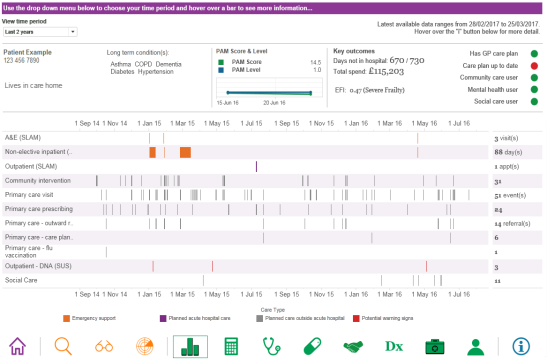 Use the drop down menu below to choose your time period and hover over a bar to see more information...
View time period
Last 2 years
Latest available data ranges from 28/02/2017 to 25/03/2017.
Hover over the "i" button below for more detail.
Patient Example
123 456 7890
Lives in care home
Long term condition(s):
Asthma COPD Dementia
Diabetes Hypertension
PAM Score & Level
PAM Score 14.5
PAM Level 1.0
15 Jun 16 20 Jun 16
Key outcomes
Days not in hospital: 670 / 730
Total spend: £115,203
EFI: 0.47 (Severe Frailty)
Has GP care plan
Care plan up to date
Community care user
Mental health user
Social care user
1 Sep 14 1 Nov 14 1 Jan 15 1 Mar 15 1 May 15 1 Jul 15 1 Sep 15 1 Nov 15 1 Jan 16 1 Mar 16 1 May 16 1 Jul 16
A&E (SLAM) 3 visit(s)
Non-elective inpatient (.. 88 day(s)
Outpatient (SLAM) 1 appt(s)
Community intervention 31
Primary care visit 51 event(s)
Primary care prescribing 84
Primary care - outward r.. 14 referral(s)
Primary care - care plan.. 6
Primary care - flu
vaccination 1
Outpatient - DNA (SUS) 3
Social Care 11
1 Sep 14 1 Nov 14 1 Jan 15 1 Mar 15 1 May 15 1 Jul 15 1 Sep 15 1 Nov 15 1 Jan 16 1 Mar 16 1 May 16 1 Jul 16
Care Type
Emergency support Planned acute hospital care Planned care outside acute hospital Potential warning signs
Dx
i